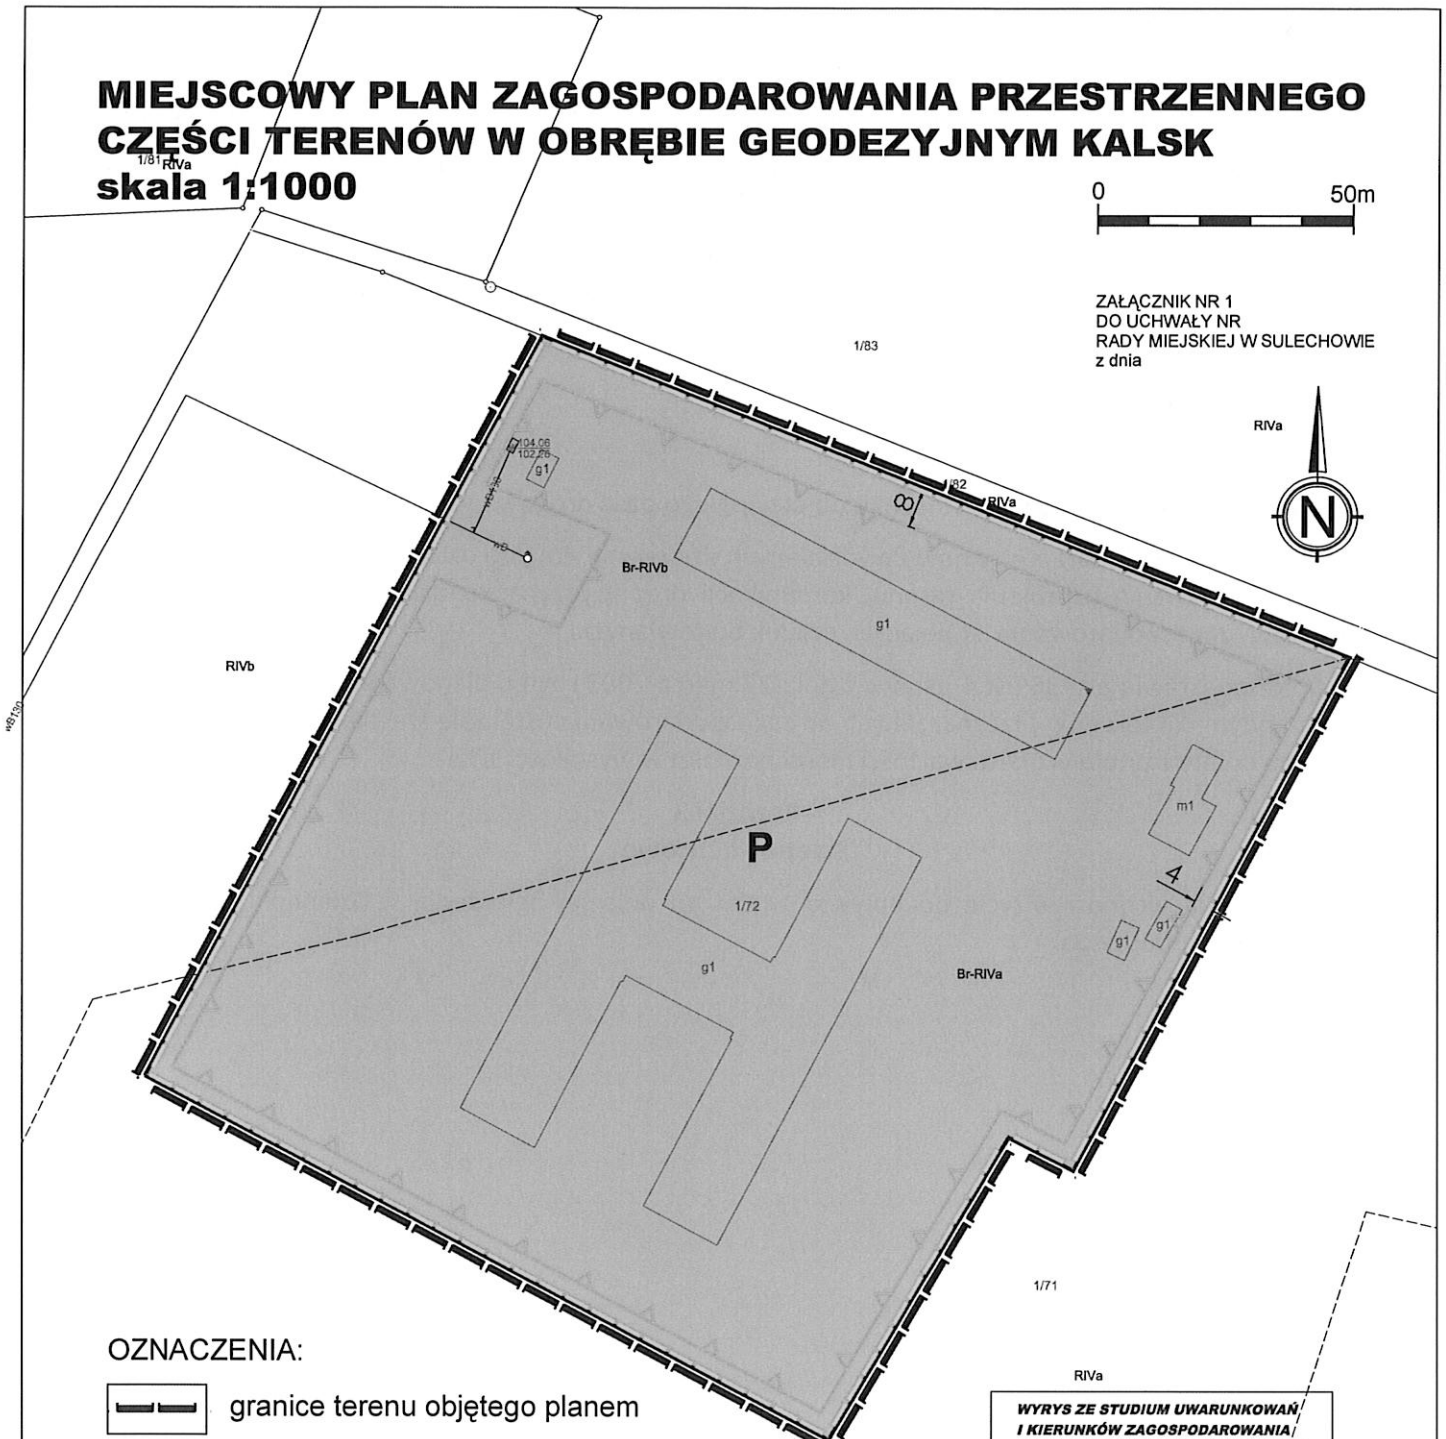 MIEJSCOWY PLAN ZAGOSPODAROWANIA PRZESTRZENNEGO
CZĘŚCI TERENÓW W OBRĘBIE GEODEZYJNYM KALSK
1/81 RIVa
skala 1:1000
0 50m
ZAŁĄCZNIK NR 1
DO UCHWAŁY NR
RADY MIEJSKIEJ W SULECHOWIE
z dnia
1/83
RIVa
N
104.06
102.26
g1
1/82
RIVa
8
wD
Br-RIVb
g1
RIVb
wB130
m1
P
4
1/72
g1
g1
g1
Br-RIVa
1/71
OZNACZENIA:
RIVa
granice terenu objętego planem
WYRYS ZE STUDIUM UWARUNKOWAŃ
I KIERUNKÓW ZAGOSPODAROWANIA